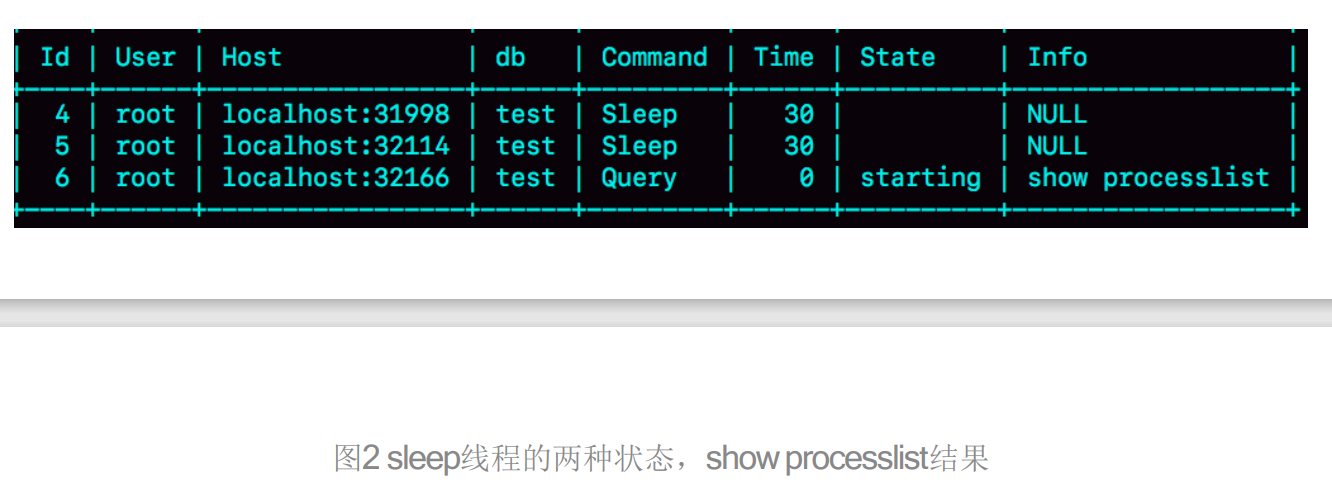 | Id | User | Host | db | Command | Time | State | Info |
| 4 | root | localhost:31998 | test | Sleep | 30 | | NULL |
| 5 | root | localhost:32114 | test | Sleep | 30 | | NULL |
| 6 | root | localhost:32166 | test | Query | 0 | starting | show processlist |
图2 sleep线程的两种状态，show processlist结果